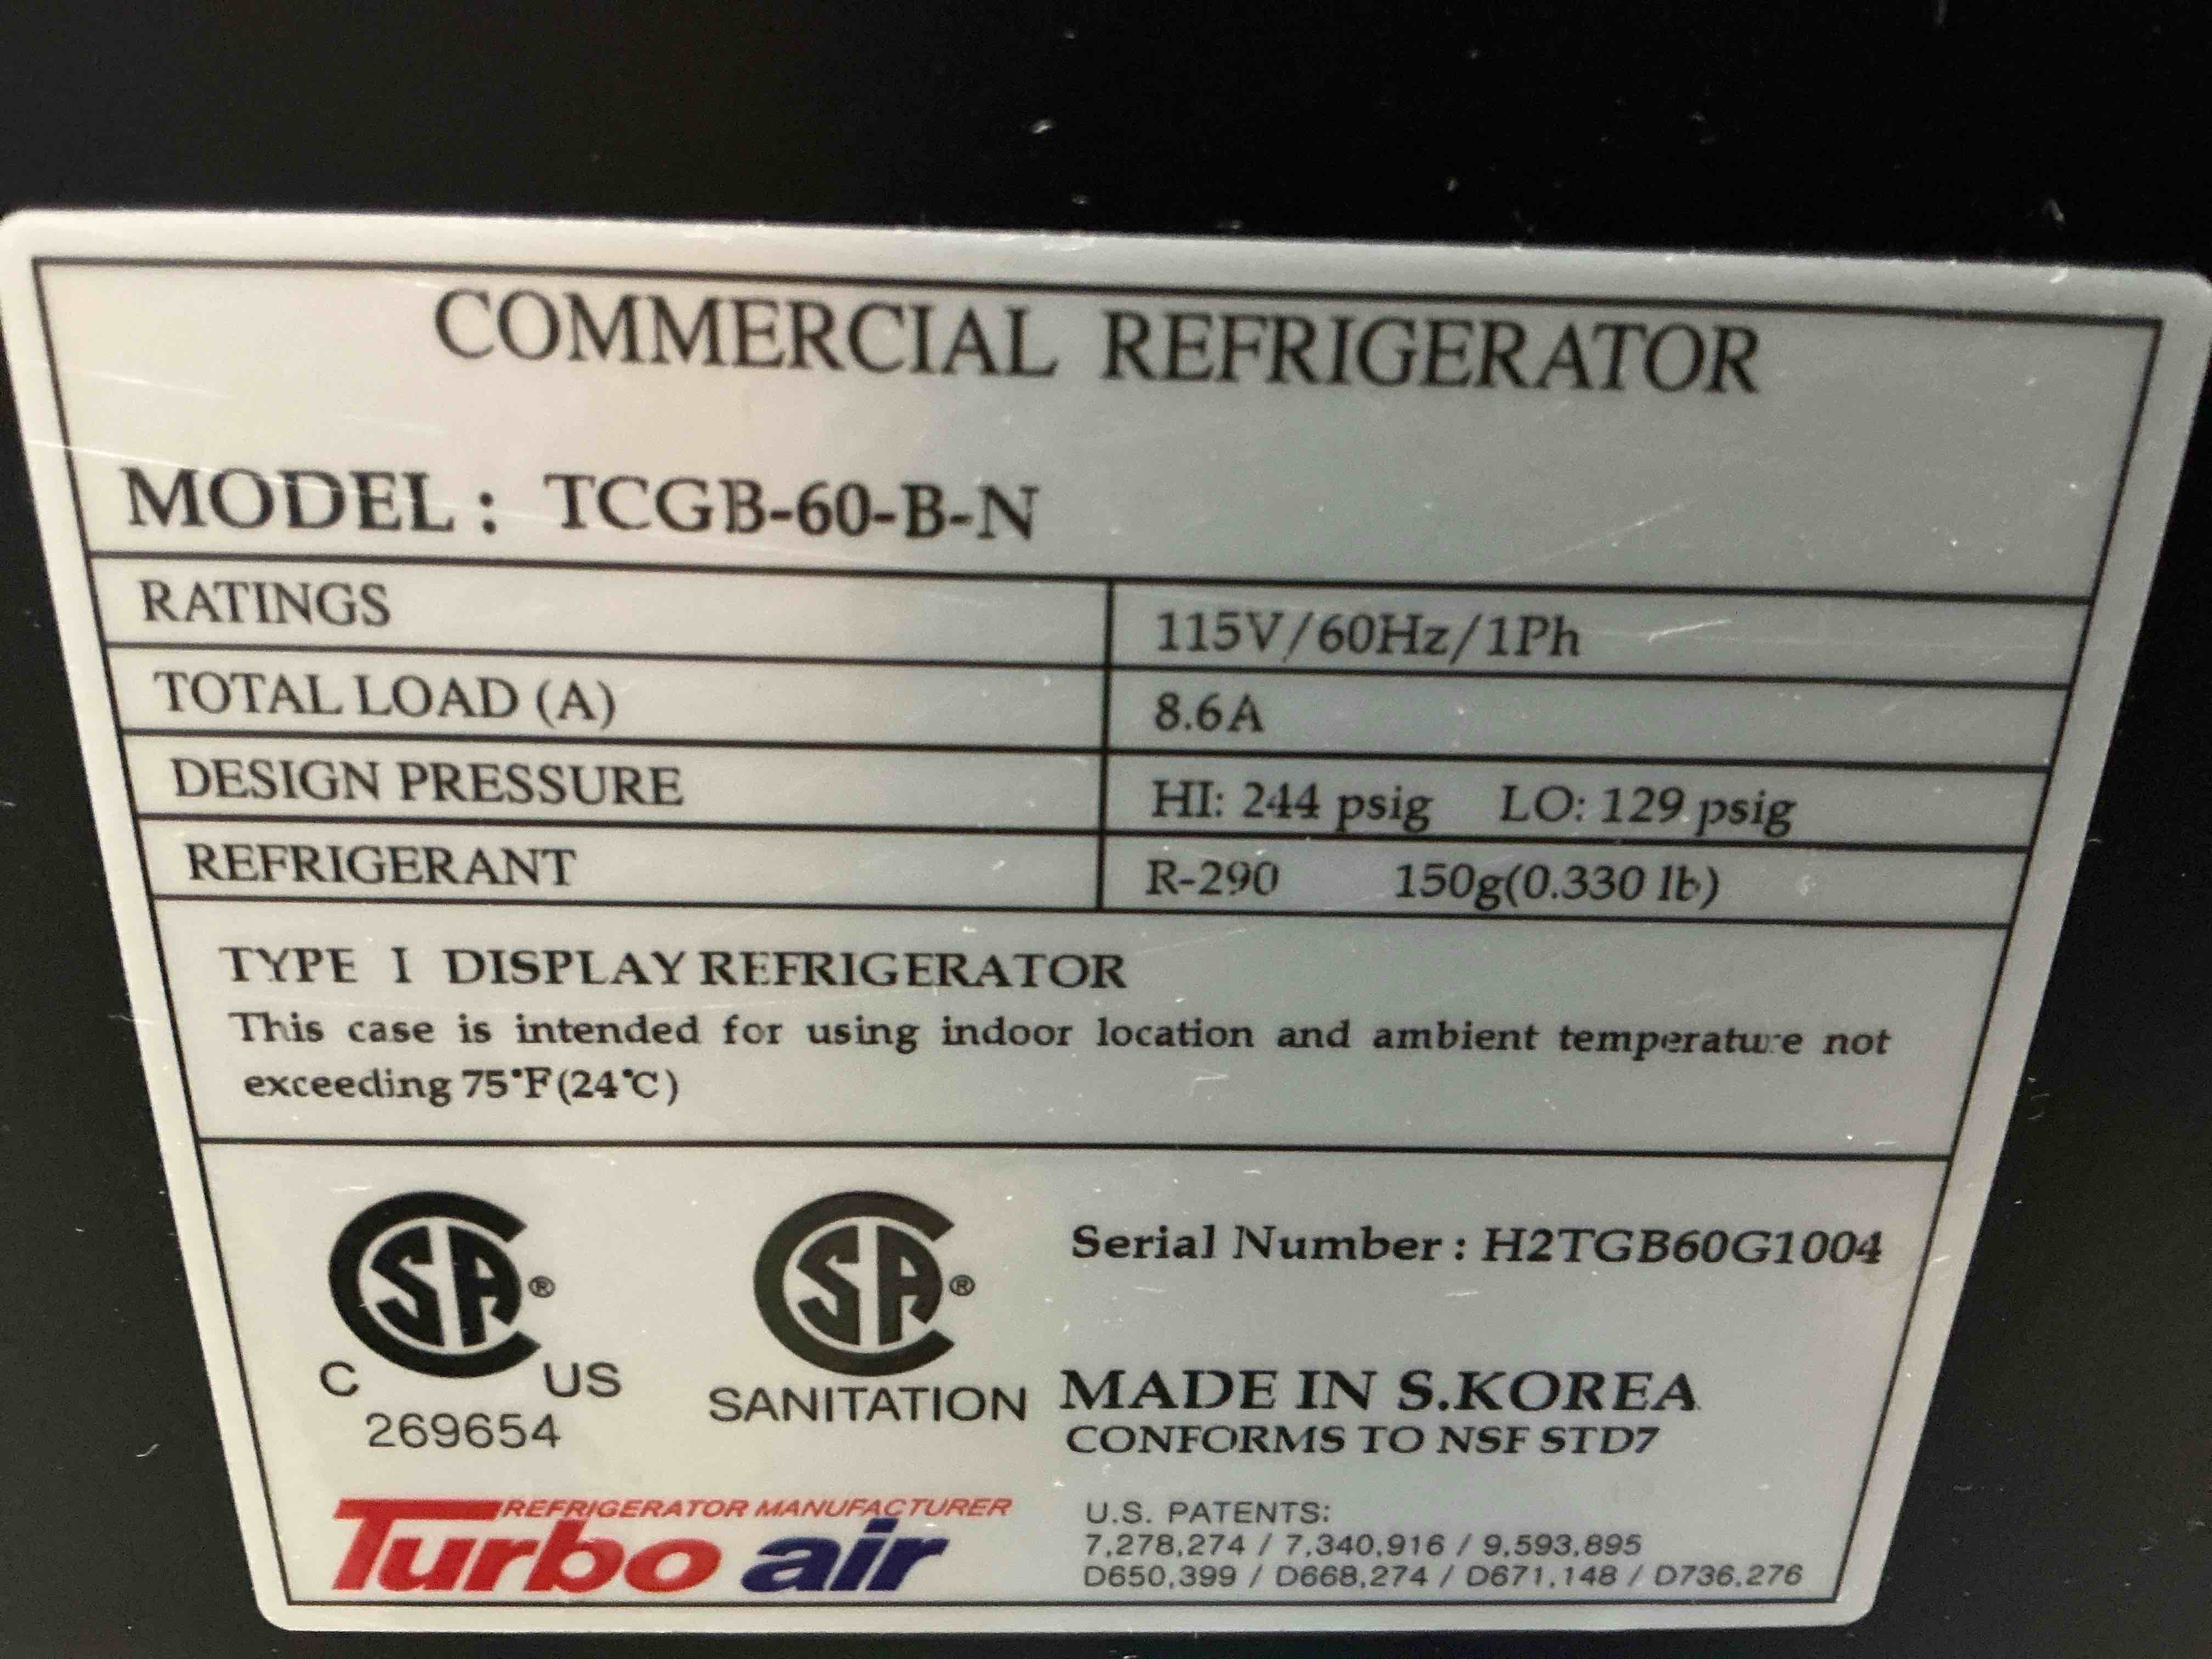 COMMERCIAL REFRIGERATOR
MODEL : TCGB-60-B-N
RATINGS 115V/60Hz/1Ph
TOTAL LOAD (A) 8.6A
DESIGN PRESSURE HI: 244 psig LO: 129 psig
REFRIGERANT R-290 150g(0.330 lb)
TYPE I DISPLAY REFRIGERATOR
This case is intended for using indoor location and ambient temperature not
exceeding 75°F(24°C)
SA®
C US
269654
SA®
SANITATION
Serial Number : H2TGB60G1004
MADE IN S.KOREA
CONFORMS TO NSF STD7
REFRIGERATOR MANUFACTURER
Turbo air
U.S. PATENTS:
7,278,274 / 7,340,916 / 9,593,895
D650,399 / D668,274 / D671,148 / D736,276